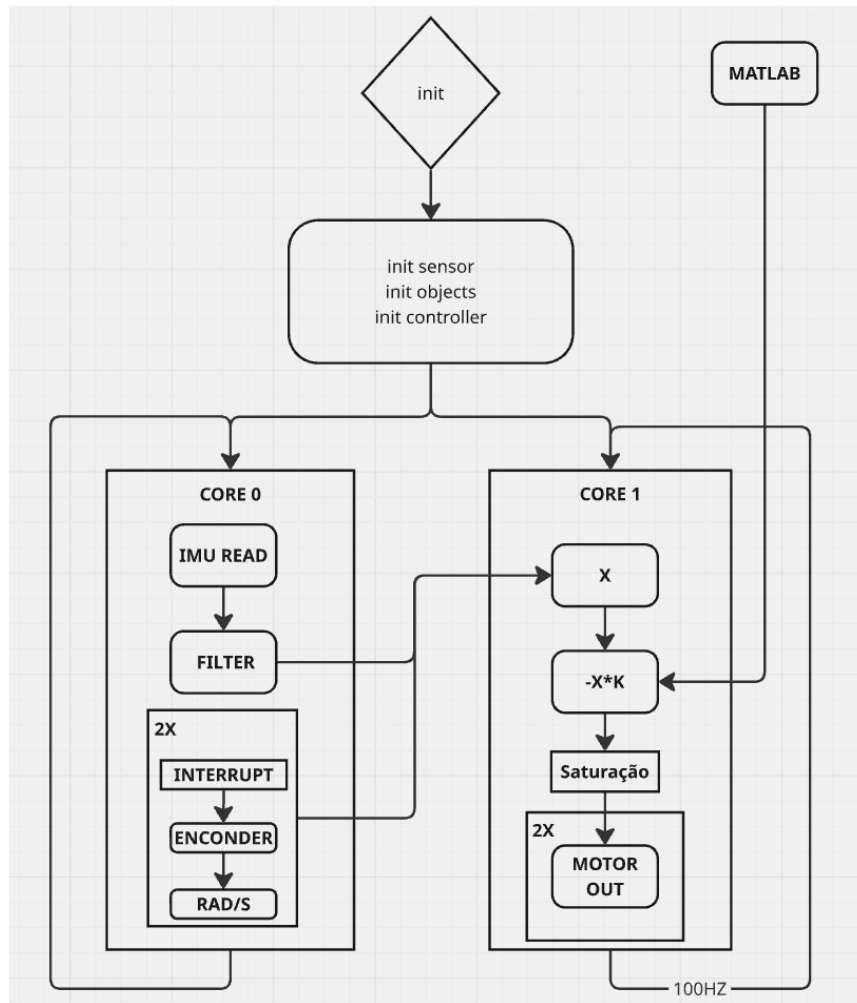 init
MATLAB
init sensor
init objects
init controller
CORE 0
IMU READ
FILTER
2X
INTERRUPT
ENCONDER
RAD/S
CORE 1
X
-X*K
Saturação
2X
MOTOR
OUT
100HZ